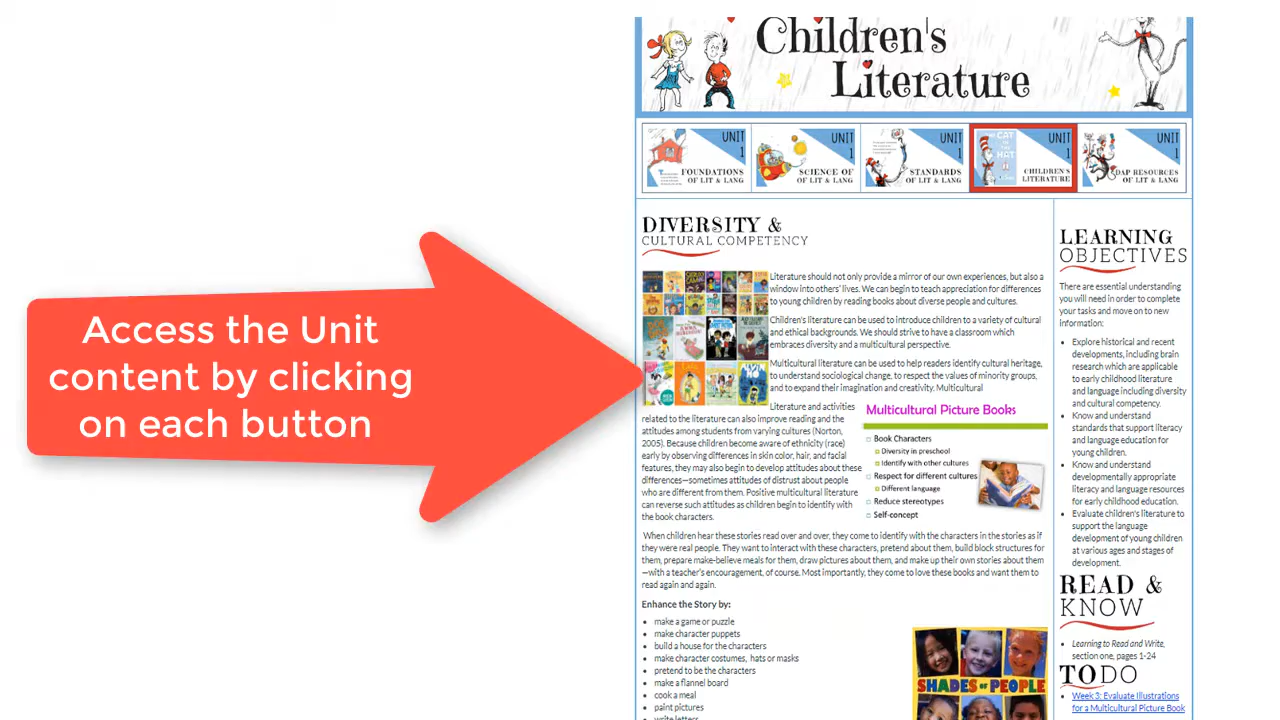 Children's
Literature
UNIT
1
FOUNDATIONS
OF LIT & LANG
UNIT
1
SCIENCE OF
OF LIT & LANG
UNIT
1
STANDARDS
OF LIT & LANG
CAT
IN THE
HAT
UNIT
1
CHILDREN'S
LITERATURE
UNIT
1
DAP RESOURCES
OF LIT & LANG
Access the Unit
content by clicking
on each button
DIVERSITY &
CULTURAL COMPETENCY
Literature should not only provide a mirror of our own experiences, but also a
window into others' lives. We can begin to teach appreciation for differences
to young children by reading books about diverse people and cultures.
Children's literature can be used to introduce children to a variety of cultural
and ethical backgrounds. We should strive to have a classroom which
embraces diversity and a multicultural perspective.
Multicultural literature can be used to help readers identify cultural heritage,
to understand sociological change, to respect the values of minority groups,
and to expand their imagination and creativity. Multicultural
Literature and activities
related to the literature can also improve reading and the
attitudes among students from varying cultures (Norton,
2005). Because children become aware of ethnicity (race)
early by observing differences in skin color, hair, and facial
features, they may also begin to develop attitudes about these
differences—sometimes attitudes of distrust about people
who are different from them. Positive multicultural literature
can reverse such attitudes as children begin to identify with
the book characters.
Multicultural Picture Books
Book Characters
Diversity in preschool
Identify with other cultures
Respect for different cultures
Different language
Reduce stereotypes
Self-concept
When children hear these stories read over and over, they come to identify with the characters in the stories as if
they were real people. They want to interact with these characters, pretend about them, build block structures for
them, prepare make-believe meals for them, draw pictures about them, and make up their own stories about them
—with a teacher's encouragement, of course. Most importantly, they come to love these books and want them to
read again and again.
Enhance the Story by:
• make a game or puzzle
• make character puppets
• build a house for the characters
• make character costumes, hats or masks
• pretend to be the characters
• make a flannel board
• cook a meal
• paint pictures
• write letters
SHADES OF PEOPLE
LEARNING
OBJECTIVES
There are essential understanding
you will need in order to complete
your tasks and move on to new
information:
• Explore historical and recent
developments, including brain
research which are applicable
to early childhood literature
and language including diversity
and cultural competency.
• Know and understand
standards that support literacy
and language education for
young children.
• Know and understand
developmentally appropriate
literacy and language resources
for early childhood education.
• Evaluate children's literature to
support the language
development of young children
at various ages and stages of
development.
READ &
KNOW
• Learning to Read and Write,
section one, pages 1-24
TO DO
• Week 3: Evaluate Illustrations
for a Multicultural Picture Book